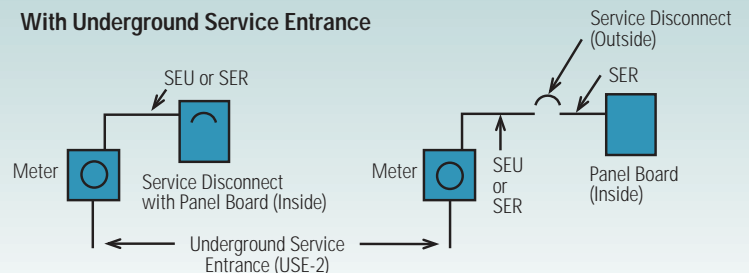 With Underground Service Entrance
SEU or SER
Meter
Service Disconnect
with Panel Board (Inside)
Underground Service
Entrance (USE-2)
Service Disconnect
(Outside)
SER
Meter
SEU
or
SER
Panel Board
(Inside)